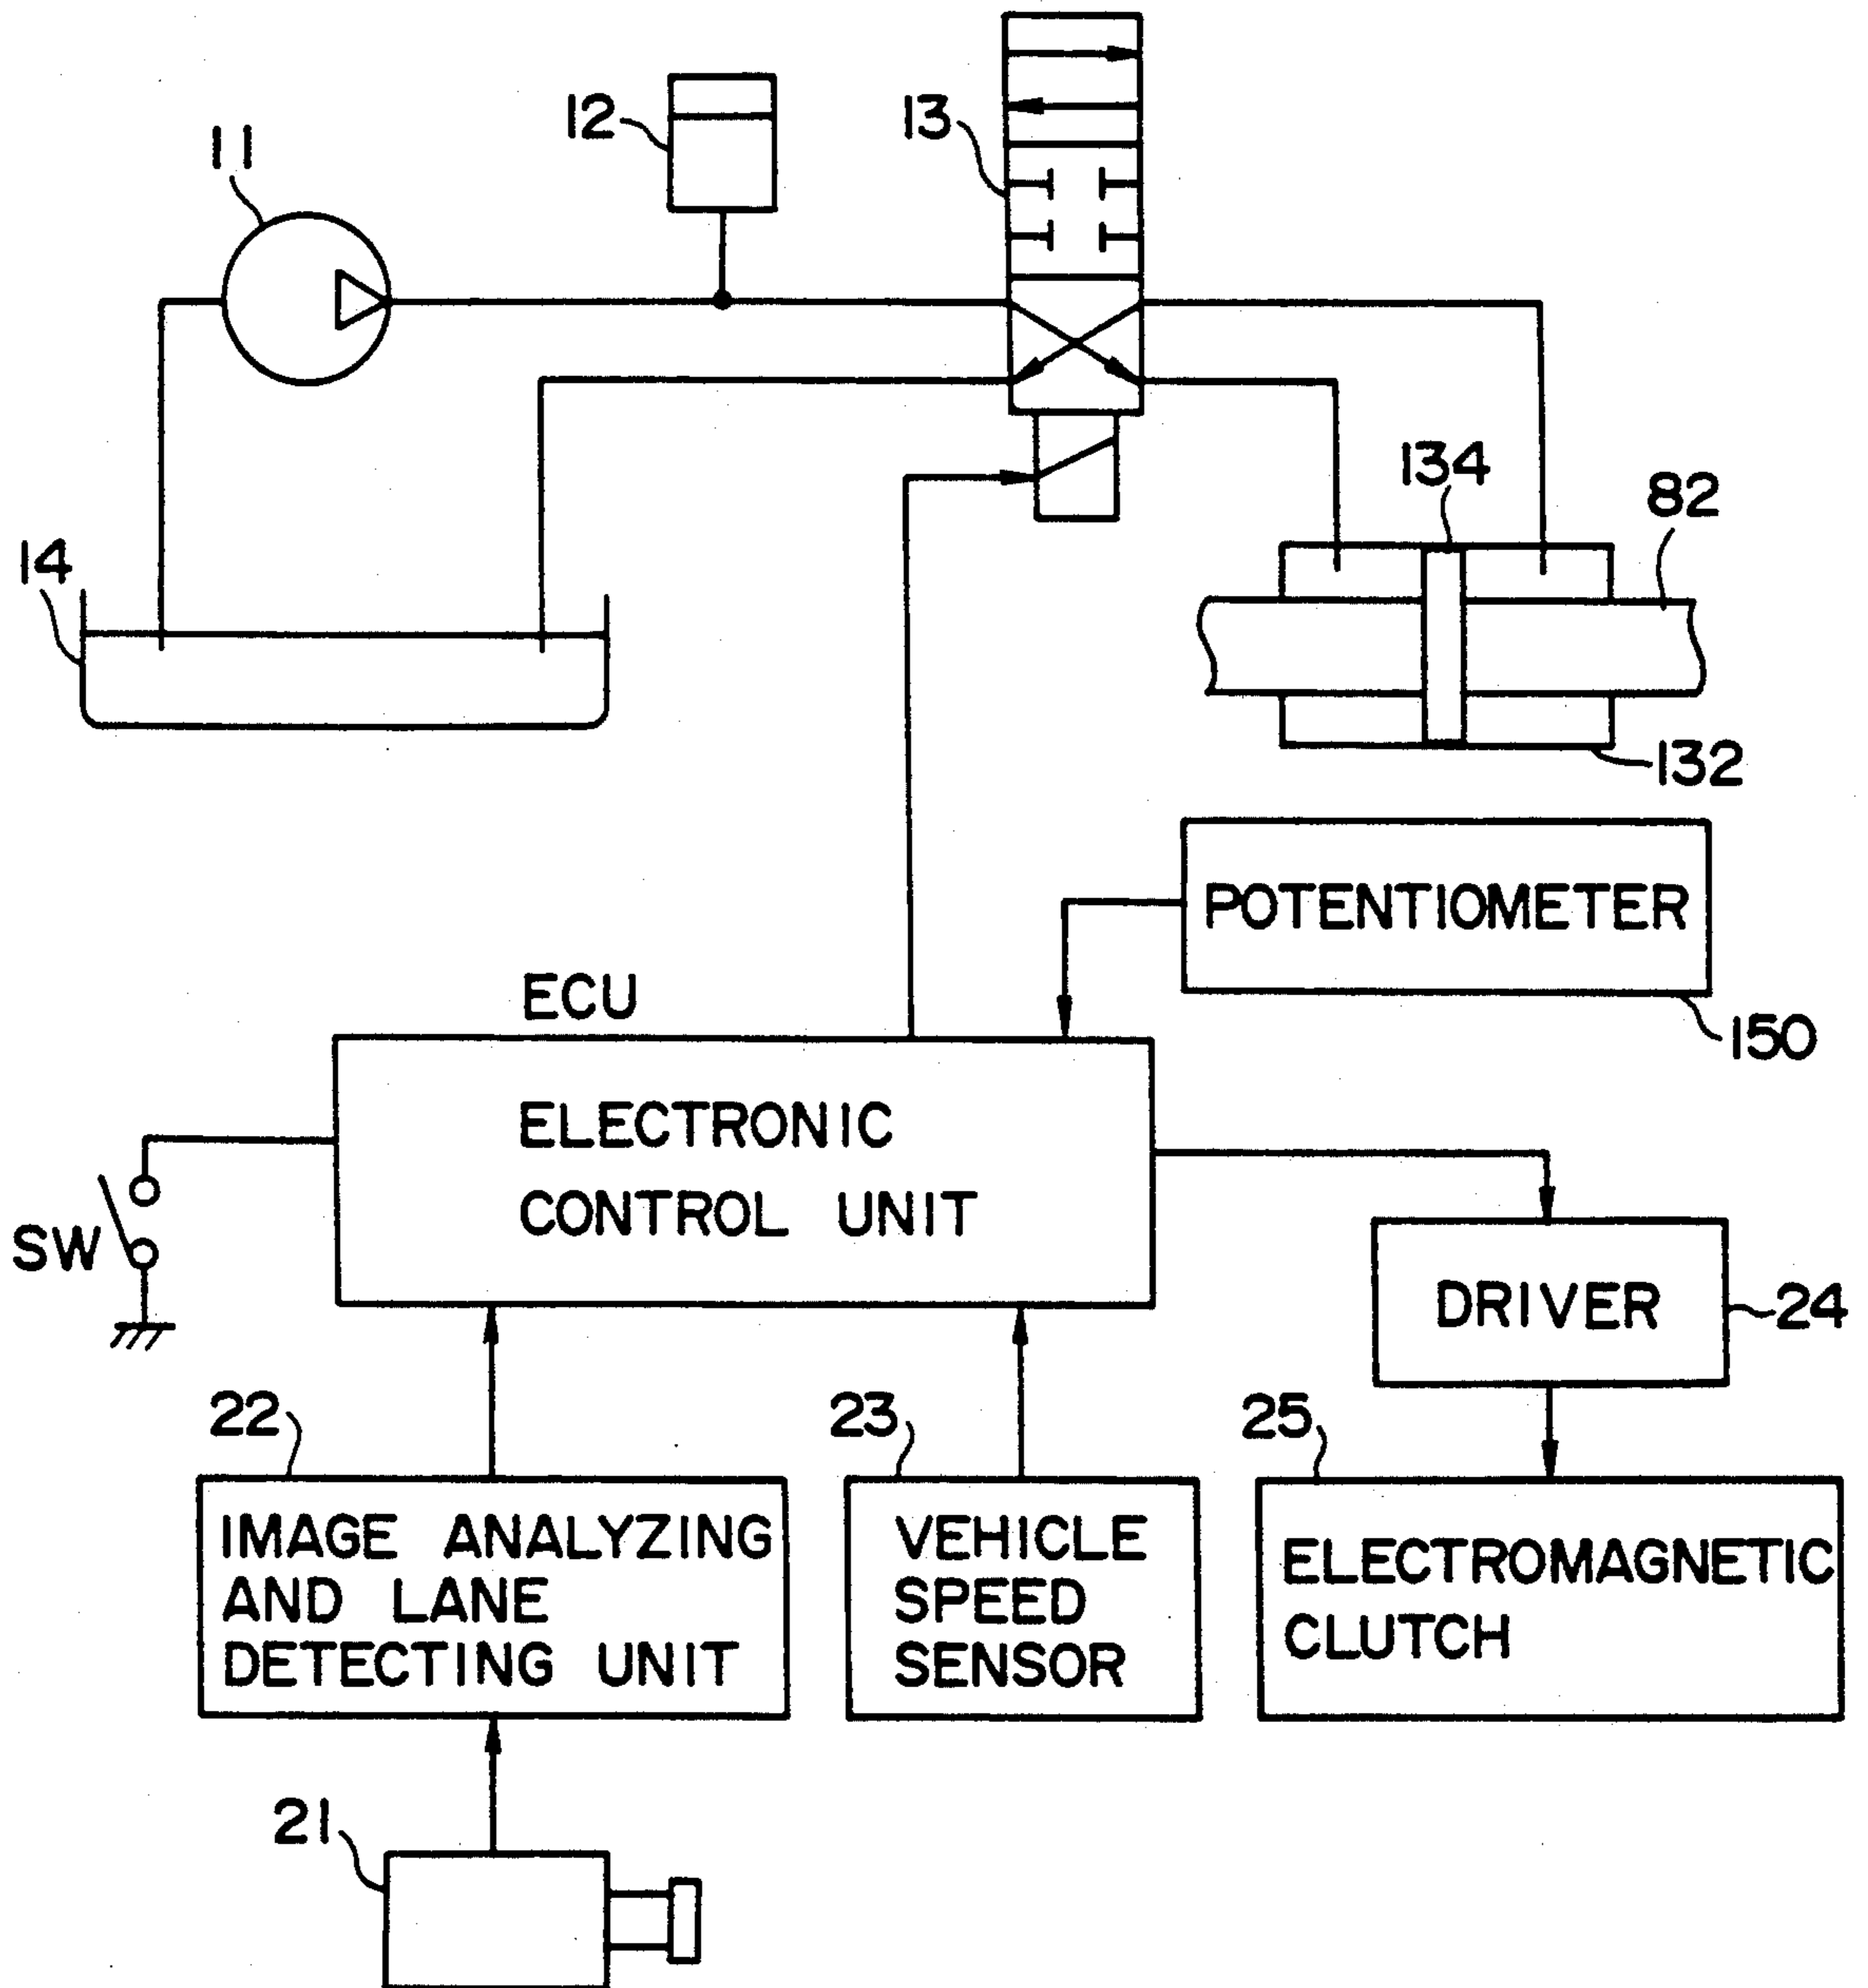 11
12
13
14
134
82
132
POTENTIOMETER
150
ECU
ELECTRONIC
CONTROL UNIT
SW
DRIVER
24
22
23
25
IMAGE ANALYZING
AND LANE
DETECTING UNIT
VEHICLE
SPEED
SENSOR
ELECTROMAGNETIC
CLUTCH
21